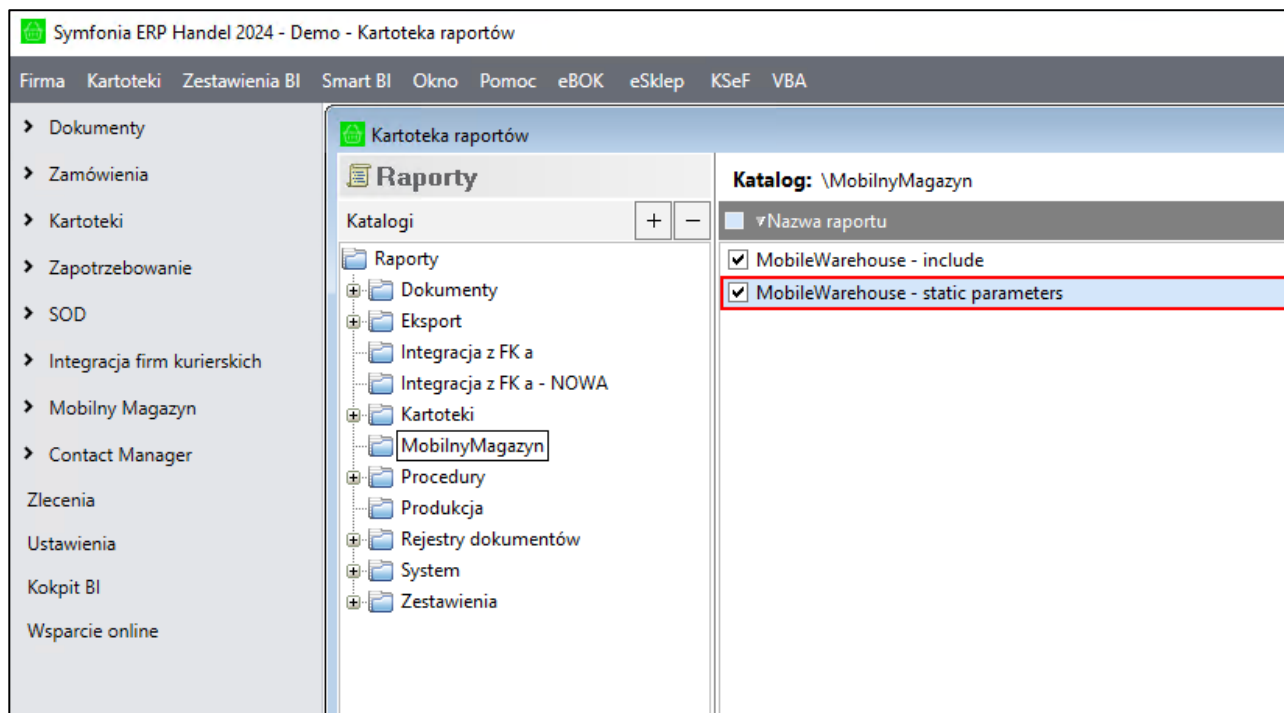 Symfonia ERP Handel 2024 - Demo - Kartoteka raportów
Firma Kartoteki Zestawienia BI Smart BI Okno Pomoc eBOK eSklep KSeF VBA
Dokumenty
Zamówienia
Kartoteki
Zapotrzebowanie
SOD
Integracja firm kurierskich
Mobilny Magazyn
Contact Manager
Zlecenia
Ustawienia
Kokpit BI
Wsparcie online
Kartoteka raportów
Raporty
Katalogi + −
Raporty
Dokumenty
Eksport
Integracja z FK a
Integracja z FK a - NOWA
Kartoteki
MobilnyMagazyn
Procedury
Produkcja
Rejestry dokumentów
System
Zestawienia
Katalog: \MobilnyMagazyn
Nazwa raportu
MobileWarehouse - include
MobileWarehouse - static parameters